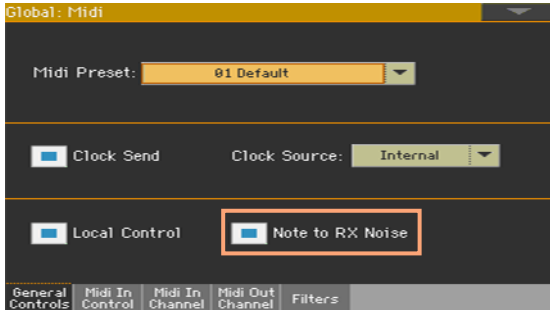 Global: Midi
Midi Preset: 01 Default
Clock Send Clock Source: Internal
Local Control Note to RX Noise
General Controls Midi In Control Midi In Channel Midi Out Channel Filters